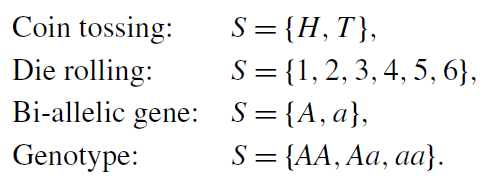 Coin tossing: S = {H, T},
Die rolling: S = {1, 2, 3, 4, 5, 6},
Bi-allelic gene: S = {A, a},
Genotype: S = {AA, Aa, aa}.